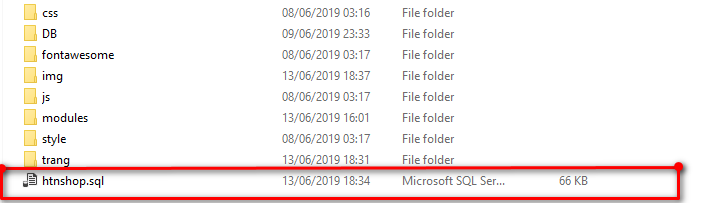 css 08/06/2019 03:16 File folder
DB 09/06/2019 23:33 File folder
fontawesome 08/06/2019 03:17 File folder
img 13/06/2019 18:37 File folder
js 08/06/2019 03:17 File folder
modules 13/06/2019 16:01 File folder
style 08/06/2019 03:17 File folder
trang 13/06/2019 18:31 File folder
htnshop.sql 13/06/2019 18:34 Microsoft SQL Ser... 66 KB